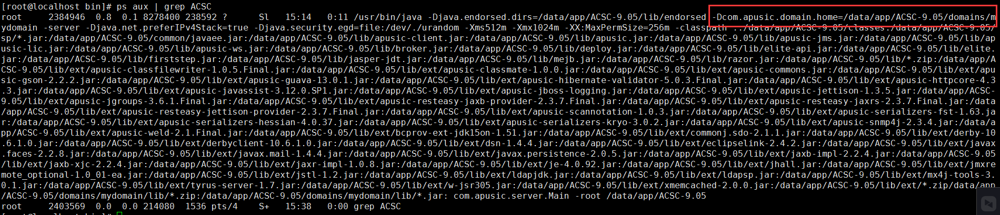 [root@localhost bin]# ps aux | grep ACSC
root     2384946  0.8  0.1 8278400 238592 ?      Sl   15:14   0:11 /usr/bin/java -Djava.endorsed.dirs=/data/app/ACSC-9.05/lib/endorsed -Dcom.apusic.domain.home=/data/app/ACSC-9.05/domains/m
ydomain -server -Djava.net.preferIPv4Stack=true -Djava.security.egd=file:/dev/./urandom -Xms512m -Xmx1024m -XX:MaxPermSize=256m -classpath .:/data/app/ACSC-9.05/classes:/data/app/ACSC-9.05/
sp/*.jar:/data/app/ACSC-9.05/common/javaee.jar:/data/app/ACSC-9.05/lib/apusic-client.jar:/data/app/ACSC-9.05/lib/apusic.jar:/data/app/ACSC-9.05/lib/apusic-jms.jar:/data/app/ACSC-9.05/lib/ap
usic-lic.jar:/data/app/ACSC-9.05/lib/apusic-ws.jar:/data/app/ACSC-9.05/lib/broker.jar:/data/app/ACSC-9.05/lib/deploy.jar:/data/app/ACSC-9.05/lib/elite-api.jar:/data/app/ACSC-9.05/lib/elite.
jar:/data/app/ACSC-9.05/lib/firststep.jar:/data/app/ACSC-9.05/lib/jasper-jdt.jar:/data/app/ACSC-9.05/lib/mejb.jar:/data/app/ACSC-9.05/lib/razor.jar:/data/app/ACSC-9.05/lib/*.zip:/data/app/A
CSC-9.05/lib/ext/apusic-classfilewriter-1.0.5.Final.jar:/data/app/ACSC-9.05/lib/ext/apusic-classmate-1.0.0.jar:/data/app/ACSC-9.05/lib/ext/apusic-commons.jar:/data/app/ACSC-9.05/lib/ext/apu
sic-gson-2.2.2.jar:/data/app/ACSC-9.05/lib/ext/apusic-guava-13.0.1.jar:/data/app/ACSC-9.05/lib/ext/apusic-hibernate-validator-5.0.3.Final.jar:/data/app/ACSC-9.05/lib/ext/apusic-httpcore-4.3
.3.jar:/data/app/ACSC-9.05/lib/ext/apusic-javassist-3.12.0.SP1.jar:/data/app/ACSC-9.05/lib/ext/apusic-jboss-logging.jar:/data/app/ACSC-9.05/lib/ext/apusic-jettison-1.3.5.jar:/data/app/ACSC-
9.05/lib/ext/apusic-jgroups-3.6.1.Final.jar:/data/app/ACSC-9.05/lib/ext/apusic-resteasy-jaxb-provider-2.3.7.Final.jar:/data/app/ACSC-9.05/lib/ext/apusic-resteasy-jaxrs-2.3.7.Final.jar:/data
/app/ACSC-9.05/lib/ext/apusic-resteasy-jettison-provider-2.3.7.Final.jar:/data/app/ACSC-9.05/lib/ext/apusic-scannotation-1.0.3.jar:/data/app/ACSC-9.05/lib/ext/apusic-serializers-fst-1.63.ja
r:/data/app/ACSC-9.05/lib/ext/apusic-serializers-hessian-4.0.37.jar:/data/app/ACSC-9.05/lib/ext/apusic-serializers-kryo-3.0.2.jar:/data/app/ACSC-9.05/lib/ext/apusic-snmp4j-2.3.4.jar:/data/a
pp/ACSC-9.05/lib/ext/apusic-weld-2.1.Final.jar:/data/app/ACSC-9.05/lib/ext/bcprov-ext-jdk15on-1.51.jar:/data/app/ACSC-9.05/lib/ext/commonj.sdo-2.1.1.jar:/data/app/ACSC-9.05/lib/ext/derby-10
.6.1.0.jar:/data/app/ACSC-9.05/lib/ext/derbyclient-10.6.1.0.jar:/data/app/ACSC-9.05/lib/ext/dsn-1.4.4.jar:/data/app/ACSC-9.05/lib/ext/eclipselink-2.4.2.jar:/data/app/ACSC-9.05/lib/ext/javax
.faces-2.2.8.jar:/data/app/ACSC-9.05/lib/ext/javax.mail-1.4.4.jar:/data/app/ACSC-9.05/lib/ext/javax.persistence-2.0.5.jar:/data/app/ACSC-9.05/lib/ext/jaxb-impl-2.2.4.jar:/data/app/ACSC-9.05
/lib/ext/jaxb-xjc-2.2.4.jar:/data/app/ACSC-9.05/lib/ext/jaxr-impl-1.0.8.jar:/data/app/ACSC-9.05/lib/ext/je-4.0.92.jar:/data/app/ACSC-9.05/lib/ext/jhall.jar:/data/app/ACSC-9.05/lib/ext/jmxre
mote_optional-1.0_01-ea.jar:/data/app/ACSC-9.05/lib/ext/jstl-1.2.jar:/data/app/ACSC-9.05/lib/ext/ldapjdk.jar:/data/app/ACSC-9.05/lib/ext/ldapsp.jar:/data/app/ACSC-9.05/lib/ext/mx4j-tools-3.
0.1.jar:/data/app/ACSC-9.05/lib/ext/tyrus-server-1.7.jar:/data/app/ACSC-9.05/lib/ext/w-jsr305.jar:/data/app/ACSC-9.05/lib/ext/xmemcached-2.0.0.jar:/data/app/ACSC-9.05/lib/ext/*.zip/data/app
/ACSC-9.05/domains/mydomain/lib/*.zip:/data/app/ACSC-9.05/domains/mydomain/lib/*.jar: com.apusic.server.Main -root /data/app/ACSC-9.05
root     2403569  0.0  0.0 214080  1536 pts/4    S+   15:38   0:00 grep ACSC
[root@localhost bin]#